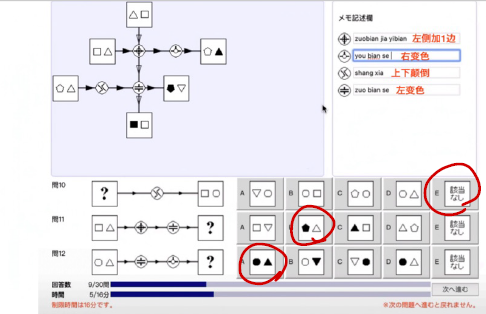 メモ記述欄
zuobian jia yibian 左侧加1边
you bian se 右变色
shang xia 上下颠倒
zuo bian se 左变色
問10 ? A B C D E 該当なし
問11 ? A B C D E 該当なし
問12 ? A B C D E 該当なし
回答数 9/30問
時間 5/16分
次へ進む
制限時間は16分です。 ※次の問題へ進むと戻れません。